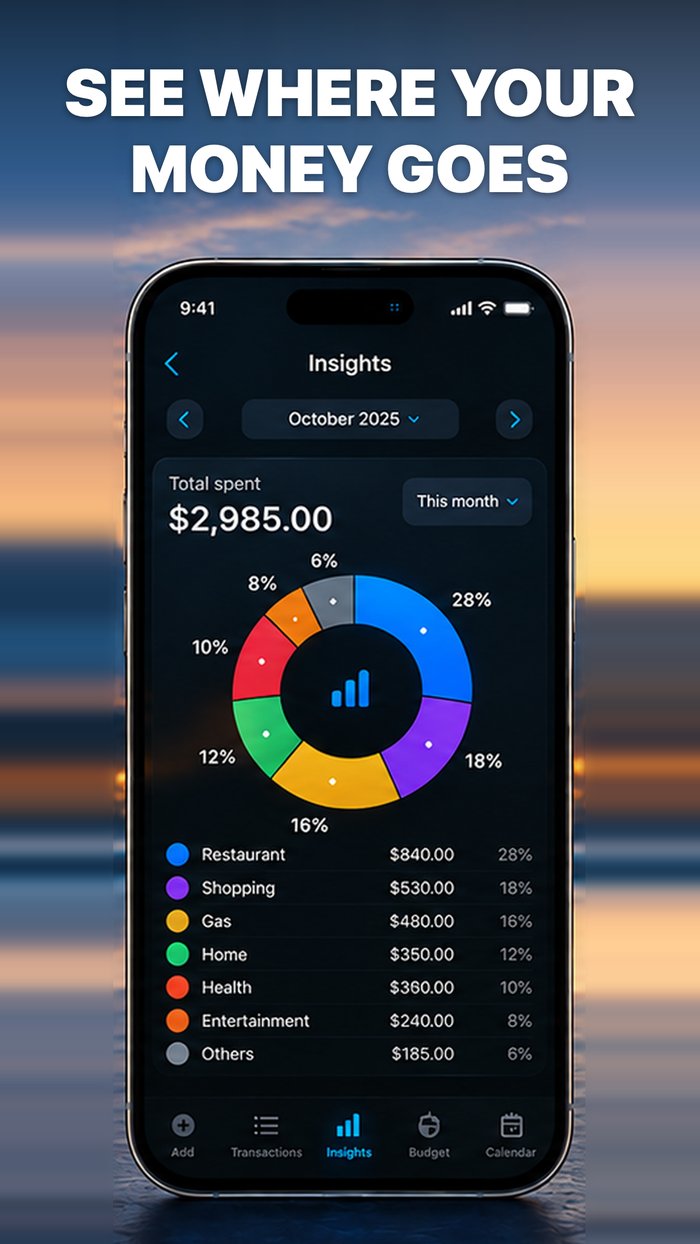 SEE WHERE YOUR
MONEY GOES
9:41
Insights
October 2025
Total spent
This month
$2,985.00
6%
8%
28%
10%
12%
18%
16%
Restaurant $840.00 28%
Shopping $530.00 18%
Gas $480.00 16%
Home $350.00 12%
Health $360.00 10%
Entertainment $240.00 8%
Others $185.00 6%
Add Transactions Insights Budget Calendar